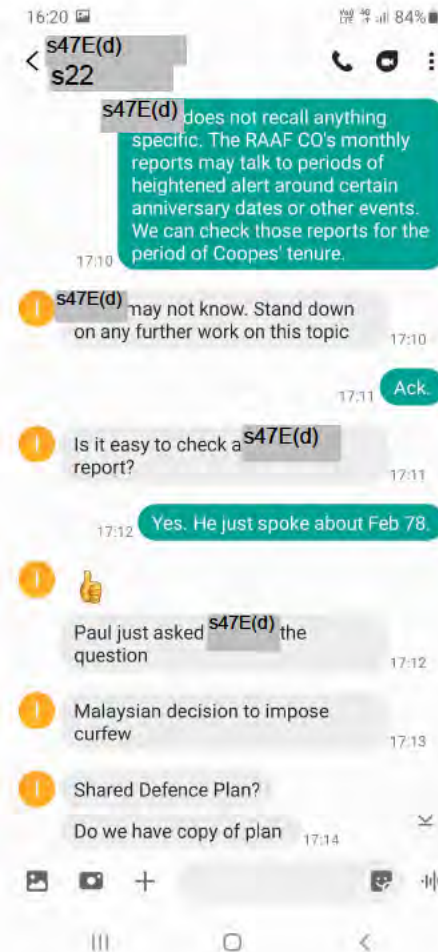 16:20
84%
s47E(d)
s22
s47E(d) does not recall anything
specific. The RAAF CO's monthly
reports may talk to periods of
heightened alert around certain
anniversary dates or other events.
We can check those reports for the
period of Coopes' tenure.
17:10
s47E(d) may not know. Stand down
on any further work on this topic
17:10
17:11 Ack.
Is it easy to check a s47E(d)
report?
17:11
17:12 Yes. He just spoke about Feb 78.
Paul just asked s47E(d) the
question
17:12
Malaysian decision to impose
curfew
17:13
Shared Defence Plan?
Do we have copy of plan 17:14